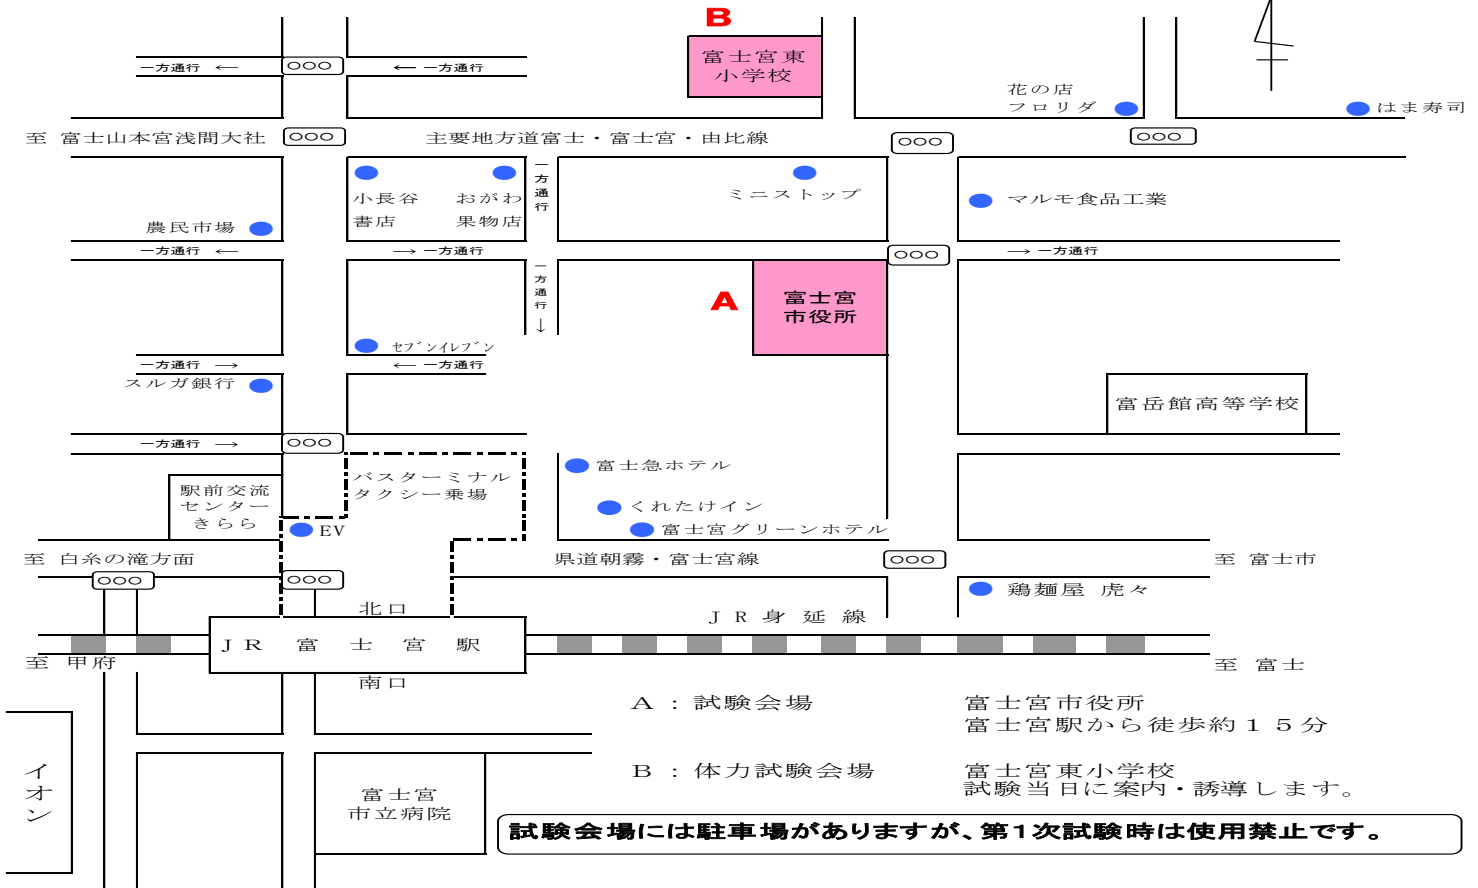 B
富士宮東
小学校
一方通行 ←
○○○
← 一方通行
花の店
フロリダ
はま寿司
至 富士山本宮浅間大社
○○○
主要地方道富士・富士宮・由比線
○○○
○○○
小長谷
書店
おがわ
果物店
一方通行
ミニストップ
マルモ食品工業
農民市場
一方通行 ←
→ 一方通行
○○○
→ 一方通行
一方通行↓
A
富士宮
市役所
セブンイレブン
一方通行 →
← 一方通行
スルガ銀行
富岳館高等学校
一方通行 →
○○○
バスターミナル
タクシー乗場
富士急ホテル
駅前交流
センター
きらら
くれたけイン
EV
富士宮グリーンホテル
至 白糸の滝方面
県道朝霧・富士宮線
○○○
至 富士市
○○○
○○○
鶏麺屋 虎々
北口
JR身延線
JR 富士宮駅
至 甲府
至 富士
南口
A：試験会場 富士宮市役所
富士宮駅から徒歩約１５分
B：体力試験会場 富士宮東小学校
試験当日に案内・誘導します。
イオン
富士宮
市立病院
試験会場には駐車場がありますが、第1次試験時は使用禁止です。